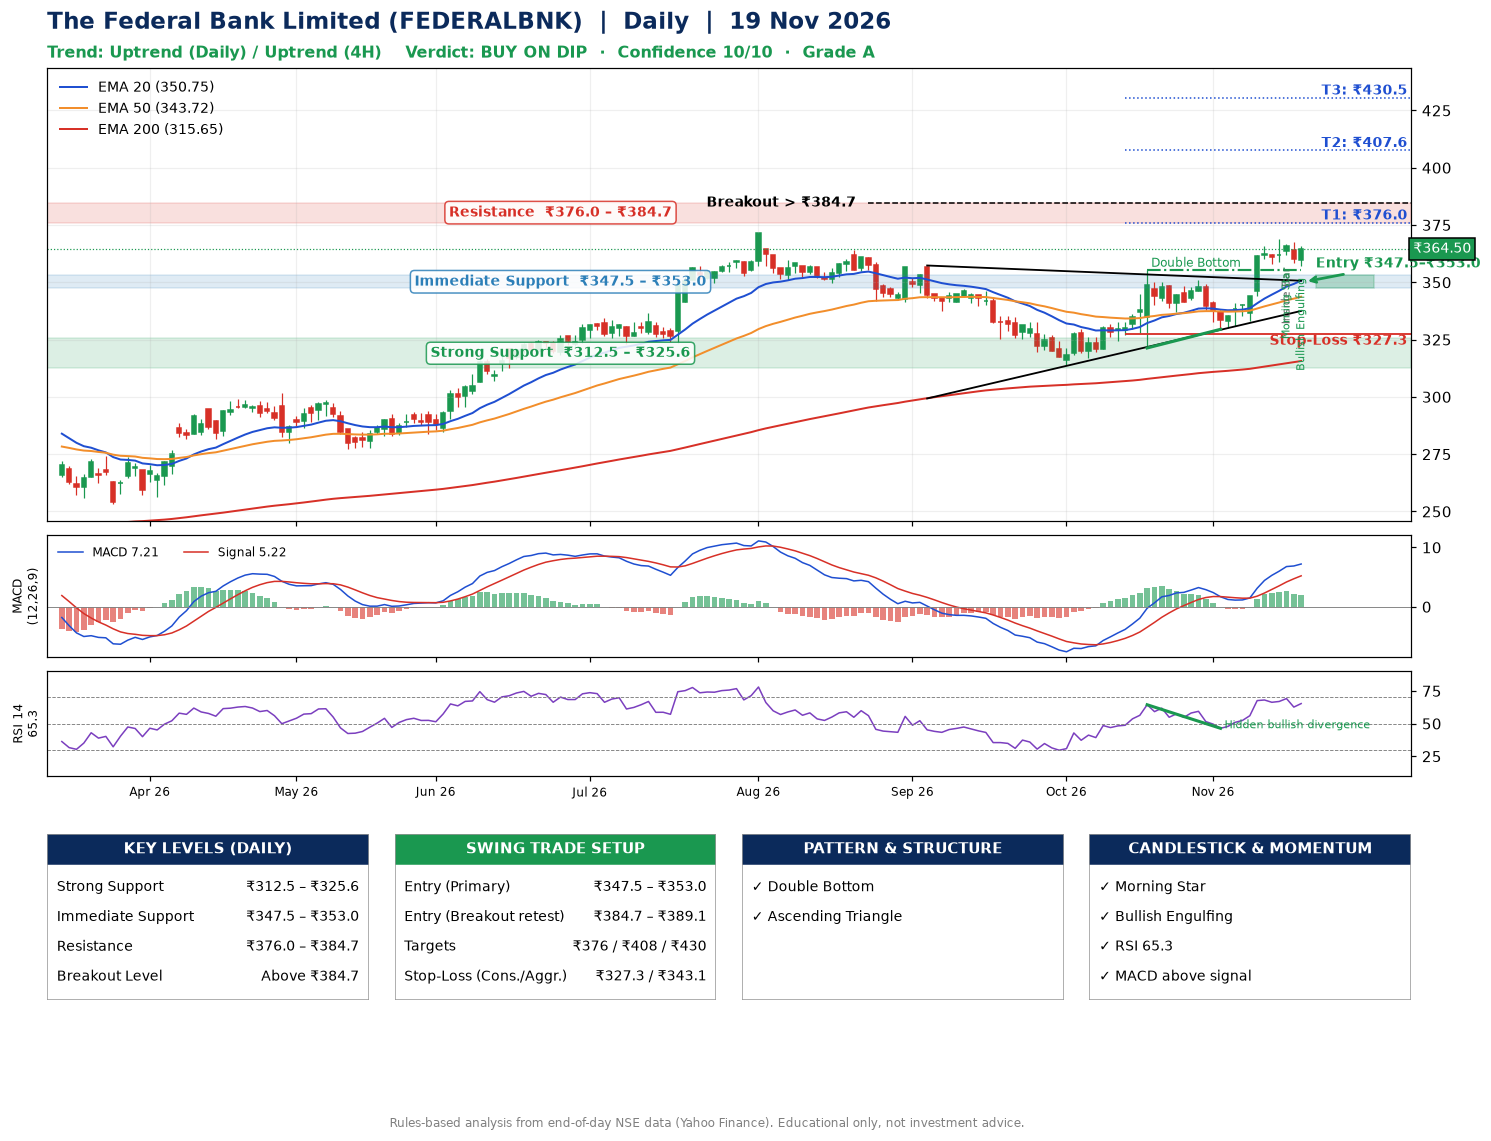 The Federal Bank Limited (FEDERALBNK) | Daily | 19 Nov 2026
Trend: Uptrend (Daily) / Uptrend (4H) Verdict: BUY ON DIP · Confidence 10/10 · Grade A
EMA 20 (350.75)
EMA 50 (343.72)
EMA 200 (315.65)
T3: ₹430.5
T2: ₹407.6
Breakout > ₹384.7
Resistance ₹376.0 – ₹384.7
T1: ₹376.0
₹364.50
Double Bottom
Entry ₹347.5–₹353.0
Immediate Support ₹347.5 – ₹353.0
Morning Star
Bullish Engulfing
Stop-Loss ₹327.3
Strong Support ₹312.5 – ₹325.6
425
400
375
350
325
300
275
250
MACD 7.21
Signal 5.22
MACD
(12,26,9)
10
0
RSI 14
65.3
75
50
25
Hidden bullish divergence
Apr 26
May 26
Jun 26
Jul 26
Aug 26
Sep 26
Oct 26
Nov 26
KEY LEVELS (DAILY)
Strong Support ₹312.5 – ₹325.6
Immediate Support ₹347.5 – ₹353.0
Resistance ₹376.0 – ₹384.7
Breakout Level Above ₹384.7
SWING TRADE SETUP
Entry (Primary) ₹347.5 – ₹353.0
Entry (Breakout retest) ₹384.7 – ₹389.1
Targets ₹376 / ₹408 / ₹430
Stop-Loss (Cons./Aggr.) ₹327.3 / ₹343.1
PATTERN & STRUCTURE
✓ Double Bottom
✓ Ascending Triangle
CANDLESTICK & MOMENTUM
✓ Morning Star
✓ Bullish Engulfing
✓ RSI 65.3
✓ MACD above signal
Rules-based analysis from end-of-day NSE data (Yahoo Finance). Educational only, not investment advice.